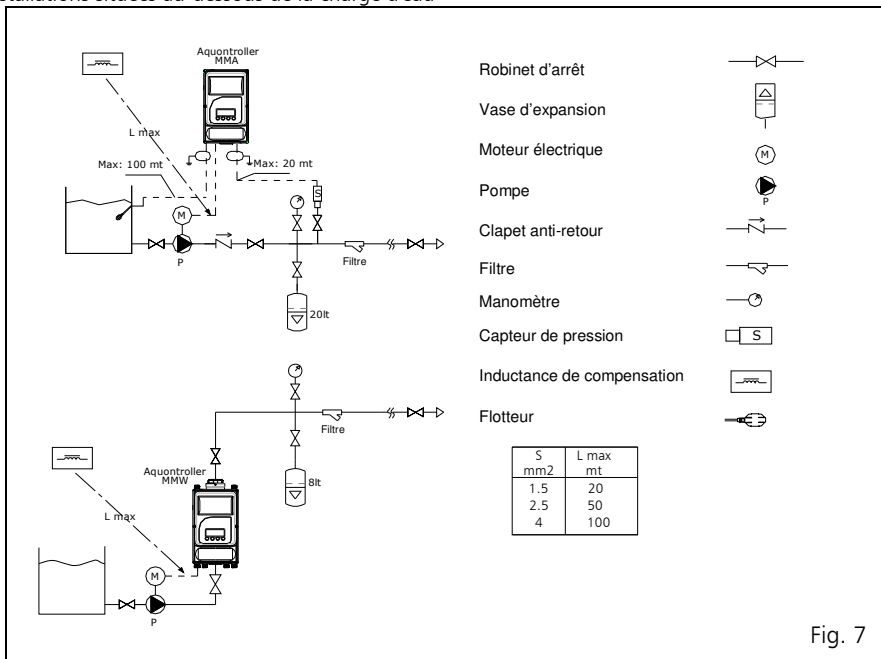 Aquontroller
MMA
L max
Max: 100 mt
Max: 20 mt
S
M
P
Filtre
20lt
Aquontroller
MMW
L max
M
P
Filtre
8lt
Robinet d'arrêt
Vase d'expansion
Moteur électrique
M
Pompe
P
Clapet anti-retour
Filtre
Manomètre
Capteur de pression
S
Inductance de compensation
Flotteur
S L max
mm2 mt
1.5 20
2.5 50
4 100
Fig. 7